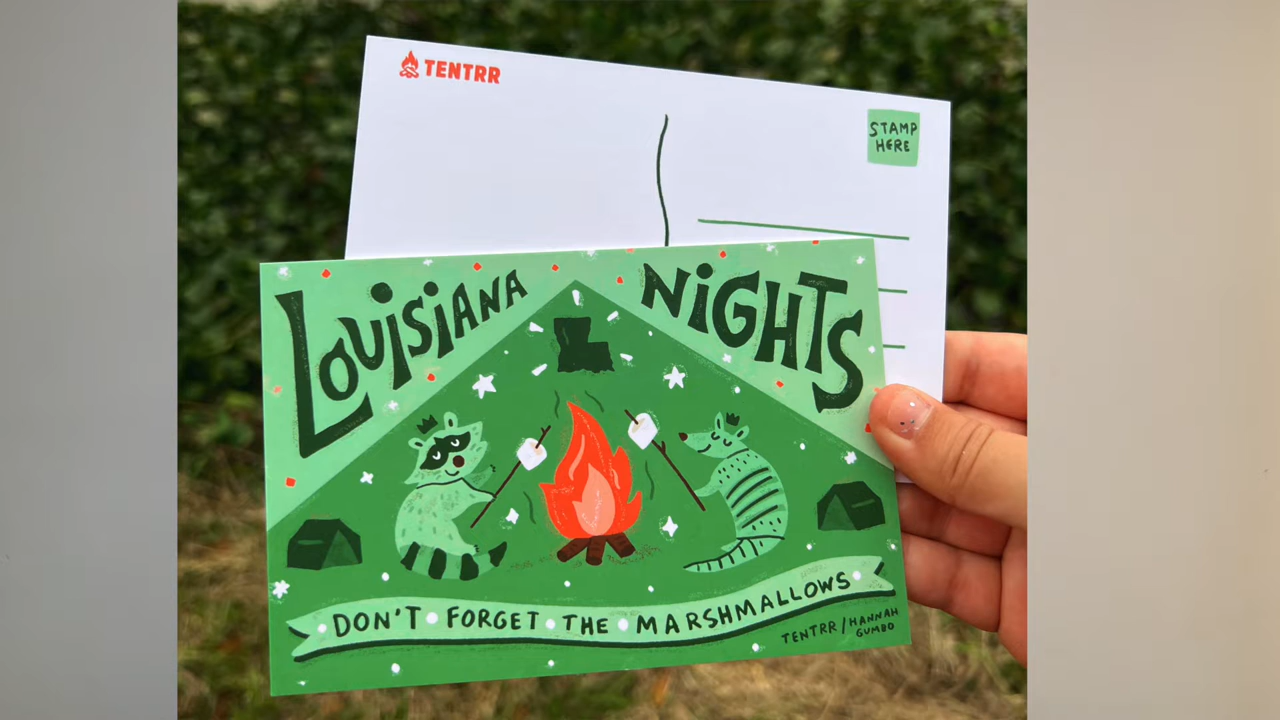 TENTRR
STAMP
HERE
LOUISIANA NIGHTS
DON'T FORGET THE MARSHMALLOWS
TENTRR / HANNAH
GUMBO